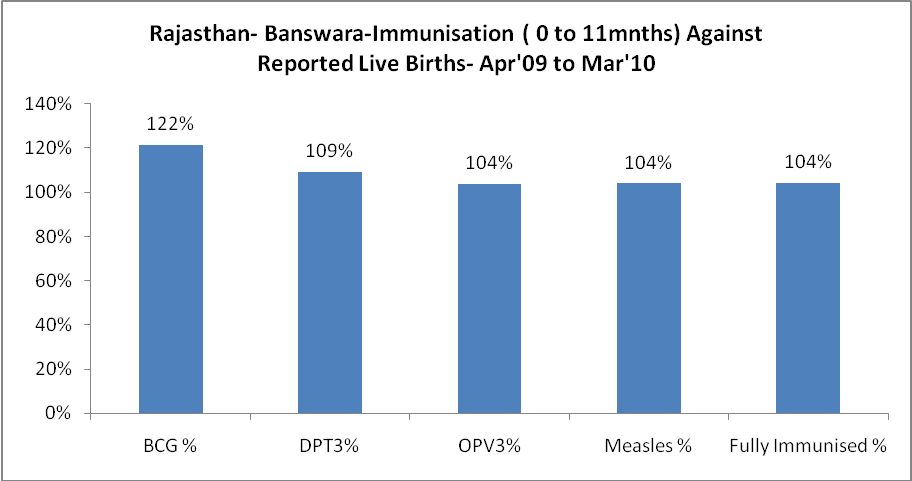 Rajasthan- Banswara-Immunisation ( 0 to 11mnths) Against
Reported Live Births- Apr'09 to Mar'10
140%
120%
100%
80%
60%
40%
20%
0%
122%
109%
104%
104%
104%
BCG %
DPT3%
OPV3%
Measles %
Fully Immunised %